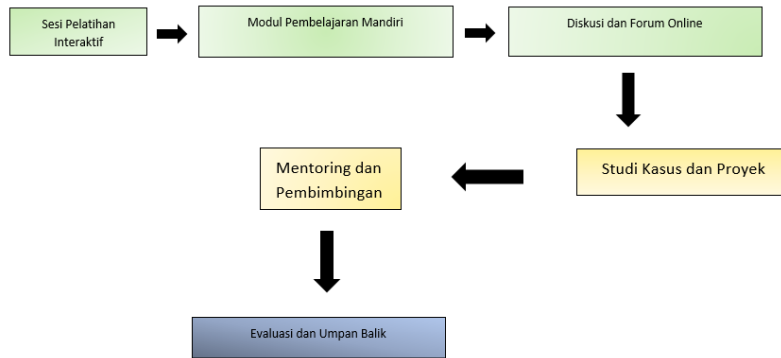 Sesi Pelatihan
Interaktif
Modul Pembelajaran Mandiri
Diskusi dan Forum Online
Studi Kasus dan Proyek
Mentoring dan
Pembimbingan
Evaluasi dan Umpan Balik